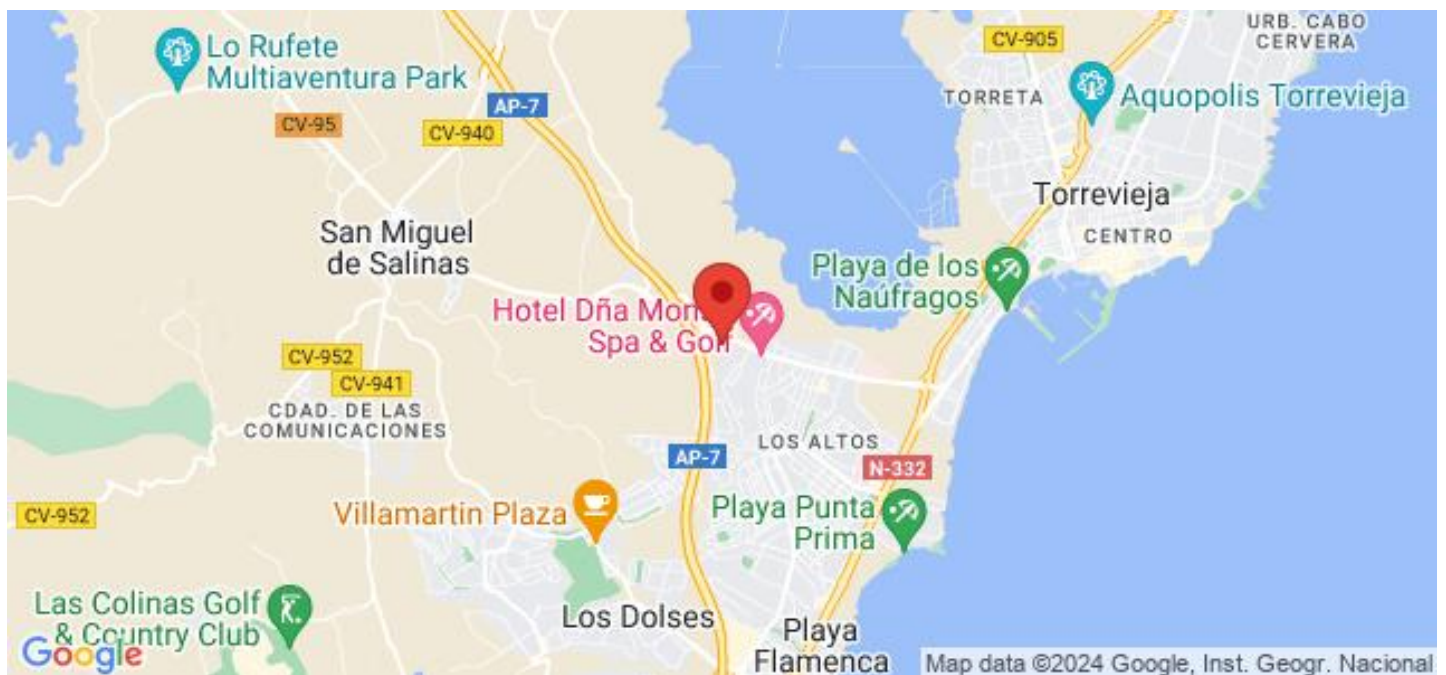 URB. CABO
CERVERA
CV-905
Lo Rufete
Multiaventura Park
TORRETA
Aquopolis Torrevieja
AP-7
CV-95
CV-940
Torrevieja
San Miguel
de Salinas
CENTRO
Playa de los
Naúfragos
Hotel Dña Mons
Spa & Golf
CV-952
CV-941
CDAD. DE LAS
COMUNICACIONES
LOS ALTOS
AP-7
N-332
CV-952
Villamartin Plaza
Playa Punta
Prima
Las Colinas Golf
& Country Club
Los Dolses
Playa
Flamenca
Google
Map data ©2024 Google, Inst. Geogr. Nacional